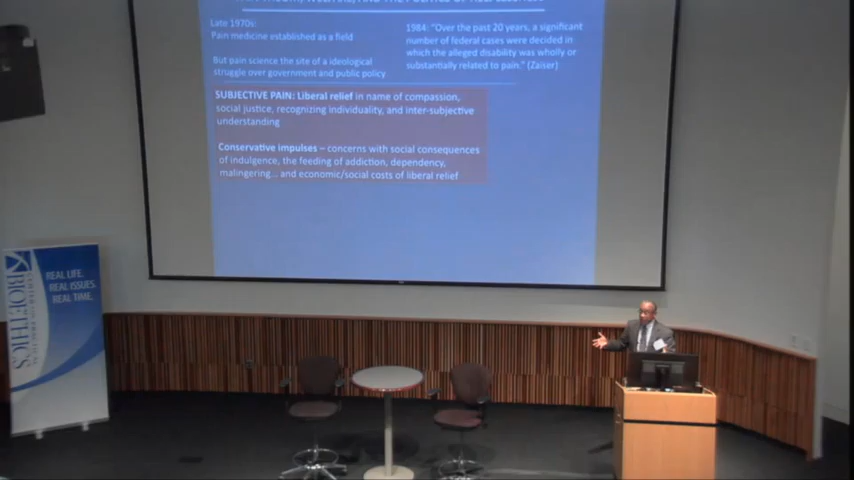 Late 1970s:
Pain medicine established as a field
But pain science the site of a ideological
struggle over government and public policy
1984: "Over the past 20 years, a significant
number of federal cases were decided in
which the alleged disability was wholly or
substantially related to pain." (Zaiser)
SUBJECTIVE PAIN: Liberal relief in name of compassion,
social justice, recognizing individuality, and inter-subjective
understanding
Conservative impulses – concerns with social consequences
of indulgence, the feeding of addiction, dependency,
malingering... and economic/social costs of liberal relief
REAL LIFE.
REAL ISSUES.
REAL TIME.
BIOETHICS